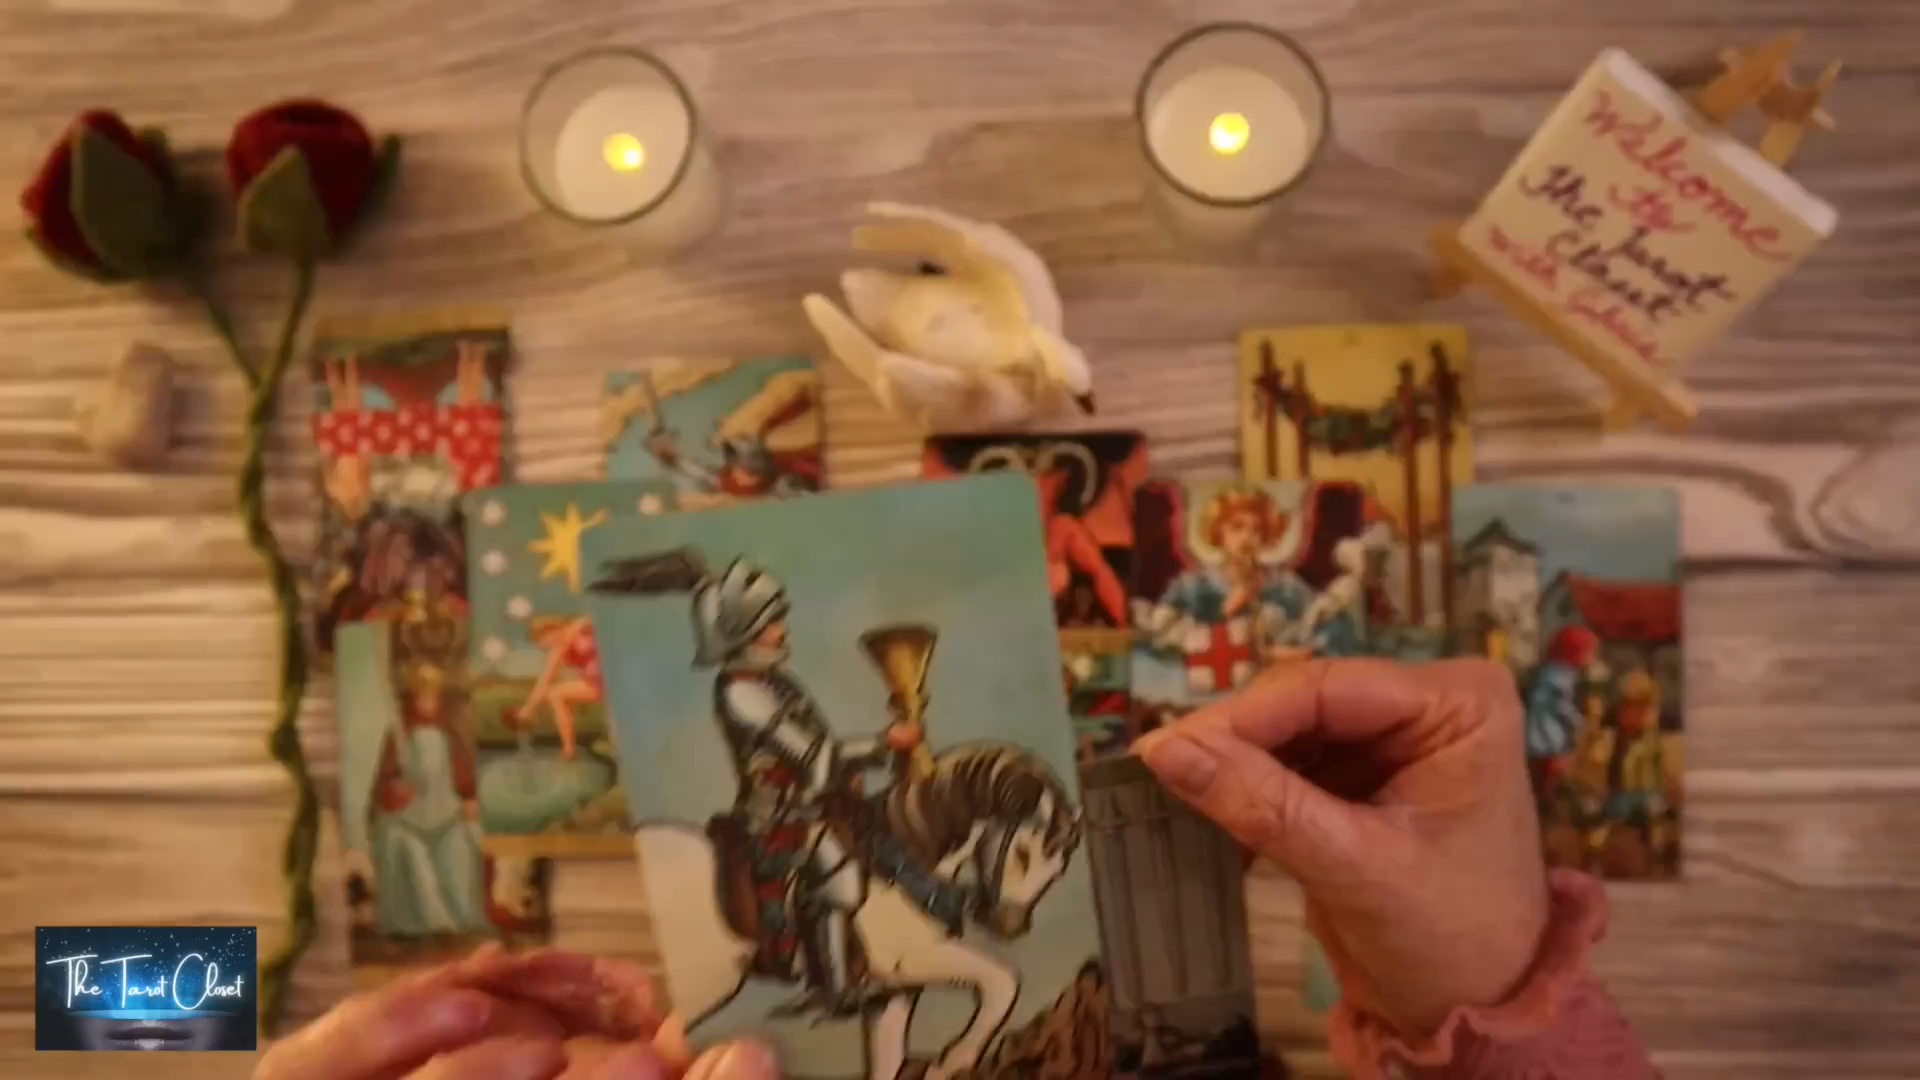 Welcome
to
The Tarot
Closet
with
The Tarot Closet